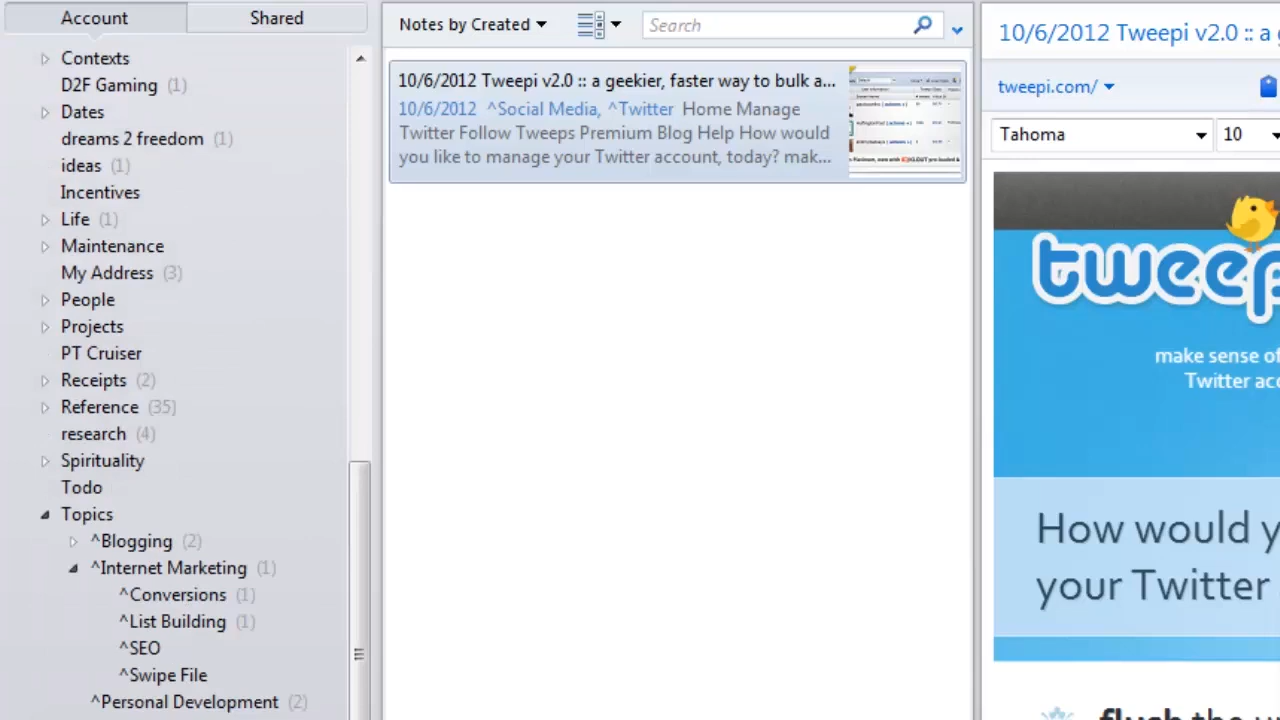 Account
Shared
Contexts
D2F Gaming (1)
Dates
dreams 2 freedom (1)
ideas (1)
Incentives
Life (1)
Maintenance
My Address (3)
People
Projects
PT Cruiser
Receipts (2)
Reference (35)
research (4)
Spirituality
Todo
Topics
^Blogging (2)
^Internet Marketing (1)
^Conversions (1)
^List Building (1)
^SEO
^Swipe File
^Personal Development (2)
Notes by Created
Search
10/6/2012 Tweepi v2.0 :: a geekier, faster way to bulk a...
10/6/2012 ^Social Media, ^Twitter Home Manage
Twitter Follow Tweeps Premium Blog Help How would
you like to manage your Twitter account, today? mak...
10/6/2012 Tweepi v2.0 :: a
tweepi.com/
Tahoma
10
tweepi
make sense of
Twitter acc
How would y
your Twitter
flush the